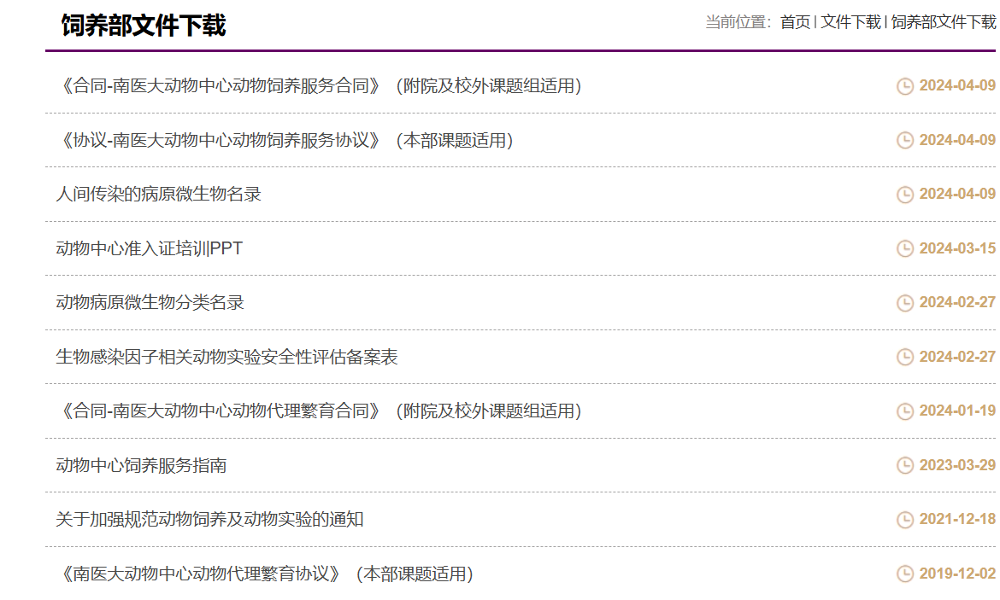 饲养部文件下载
当前位置：首页 | 文件下载 | 饲养部文件下载
《合同-南医大动物中心动物饲养服务合同》（附院及校外课题组适用） 2024-04-09
《协议-南医大动物中心动物饲养服务协议》（本部课题适用） 2024-04-09
人间传染的病原微生物名录 2024-04-09
动物中心准入证培训PPT 2024-03-15
动物病原微生物分类名录 2024-02-27
生物感染因子相关动物实验安全性评估备案表 2024-02-27
《合同-南医大动物中心动物代理繁育合同》（附院及校外课题组适用） 2024-01-19
动物中心饲养服务指南 2023-03-29
关于加强规范动物饲养及动物实验的通知 2021-12-18
《南医大动物中心动物代理繁育协议》（本部课题适用） 2019-12-02